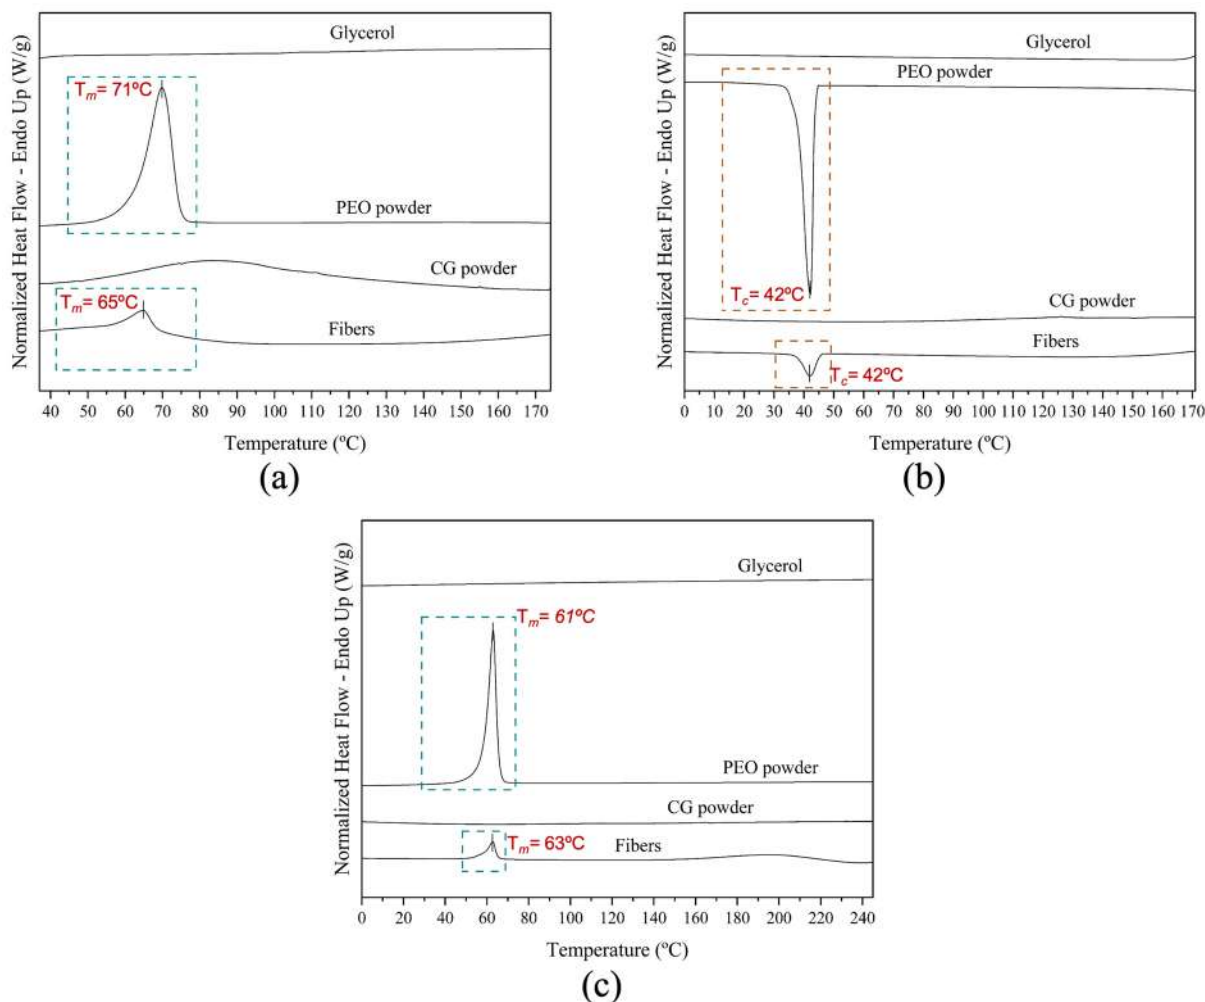 Normalized Heat Flow - Endo Up (W/g)
Glycerol
Tm= 71ºC
PEO powder
CG powder
Tm= 65ºC
Fibers
40 50 60 70 80 90 100 110 120 130 140 150 160 170
Temperature (ºC)
(a)
Normalized Heat Flow - Endo Up (W/g)
Glycerol
PEO powder
Tc= 42ºC
CG powder
Fibers
Tc= 42ºC
0 10 20 30 40 50 60 70 80 90 100 110 120 130 140 150 160 170
Temperature (ºC)
(b)
Normalized Heat Flow - Endo Up (W/g)
Glycerol
Tm= 61ºC
PEO powder
CG powder
Tm= 63ºC
Fibers
0 20 40 60 80 100 120 140 160 180 200 220 240
Temperature (ºC)
(c)